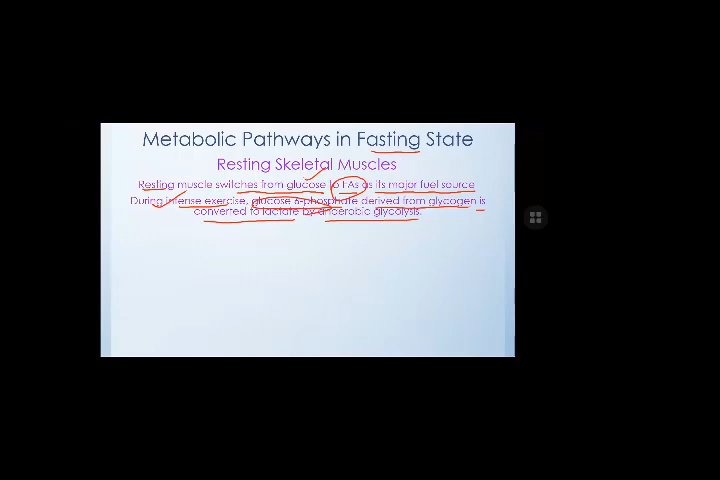 Metabolic Pathways in Fasting State
Resting Skeletal Muscles
Resting muscle switches from glucose to FAs as its major fuel source
During intense exercise, glucose 6-phosphate derived from glycogen is
converted to lactate by anaerobic glycolysis.